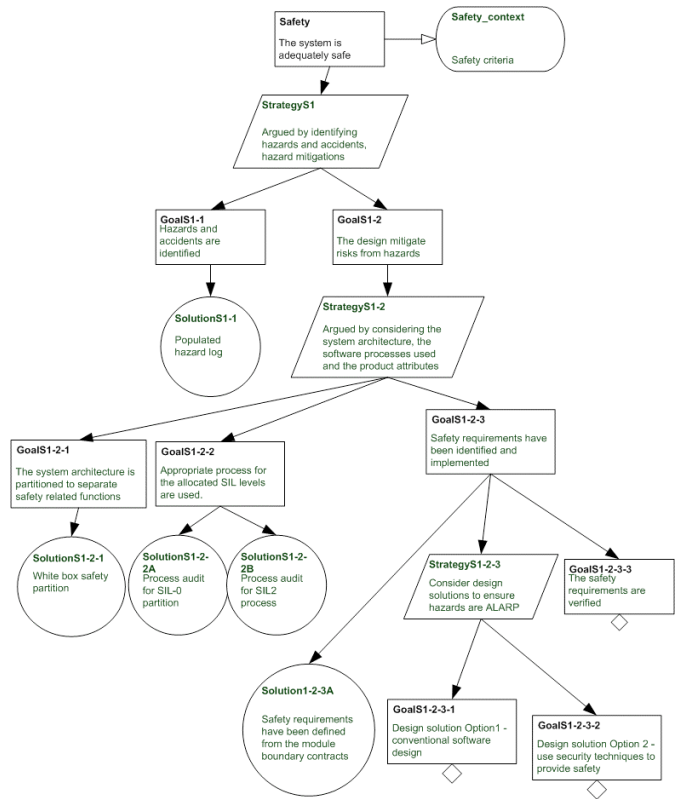 Safety
The system is
adequately safe
Safety_context
Safety criteria
StrategyS1
Argued by identifying
hazards and accidents,
hazard mitigations
GoalS1-1
Hazards and
accidents are
identified
GoalS1-2
The design mitigate
risks from hazards
SolutionS1-1
Populated
hazard log
StrategyS1-2
Argued by considering the
system architecture, the
software processes used
and the product attributes
GoalS1-2-1
The system architecture is
partitioned to separate
safety related functions
GoalS1-2-2
Appropriate process for
the allocated SIL levels
are used.
GoalS1-2-3
Safety requirements have
been identified and
implemented
SolutionS1-2-1
White box safety
partition
SolutionS1-2-
2A
Process audit
for SIL-0
partition
SolutionS1-2-
2B
Process audit
for SIL2
process
StrategyS1-2-3
Consider design
solutions to ensure
hazards are ALARP
GoalS1-2-3-3
The safety
requirements are
verified
Solution1-2-3A
Safety requirements
have been defined
from the module
boundary contracts
GoalS1-2-3-1
Design solution Option1 -
conventional software
design
GoalS1-2-3-2
Design solution Option 2 -
use security techniques to
provide safety